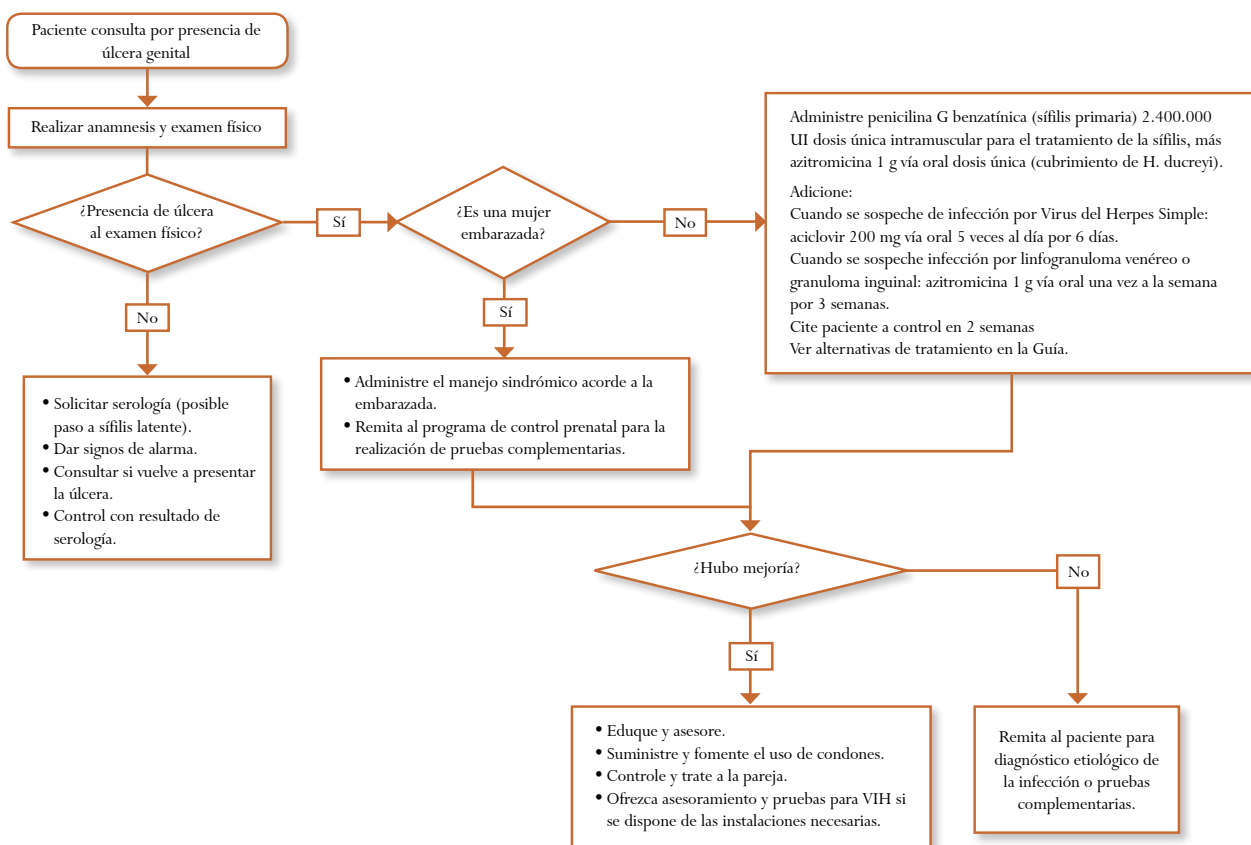 Paciente consulta por presencia de
úlcera genital
Realizar anamnesis y examen físico
¿Presencia de úlcera
al examen físico?
Sí
¿Es una mujer
embarazada?
No
Administre penicilina G benzatínica (sífilis primaria) 2.400.000
UI dosis única intramuscular para el tratamiento de la sífilis, más
azitromicina 1 g vía oral dosis única (cubrimiento de H. ducreyi).
Adicione:
Cuando se sospeche de infección por Virus del Herpes Simple:
aciclovir 200 mg vía oral 5 veces al día por 6 días.
Cuando se sospeche infección por linfogranuloma venéreo o
granuloma inguinal: azitromicina 1 g vía oral una vez a la semana
por 3 semanas.
Cite paciente a control en 2 semanas
Ver alternativas de tratamiento en la Guía.
No
Sí
• Solicitar serología (posible
paso a sífilis latente).
• Dar signos de alarma.
• Consultar si vuelve a presentar
la úlcera.
• Control con resultado de
serología.
• Administre el manejo sindrómico acorde a la
embarazada.
• Remita al programa de control prenatal para la
realización de pruebas complementarias.
¿Hubo mejoría?
No
Sí
• Eduque y asesore.
• Suministre y fomente el uso de condones.
• Controle y trate a la pareja.
• Ofrezca asesoramiento y pruebas para VIH si
se dispone de las instalaciones necesarias.
Remita al paciente para
diagnóstico etiológico de
la infección o pruebas
complementarias.